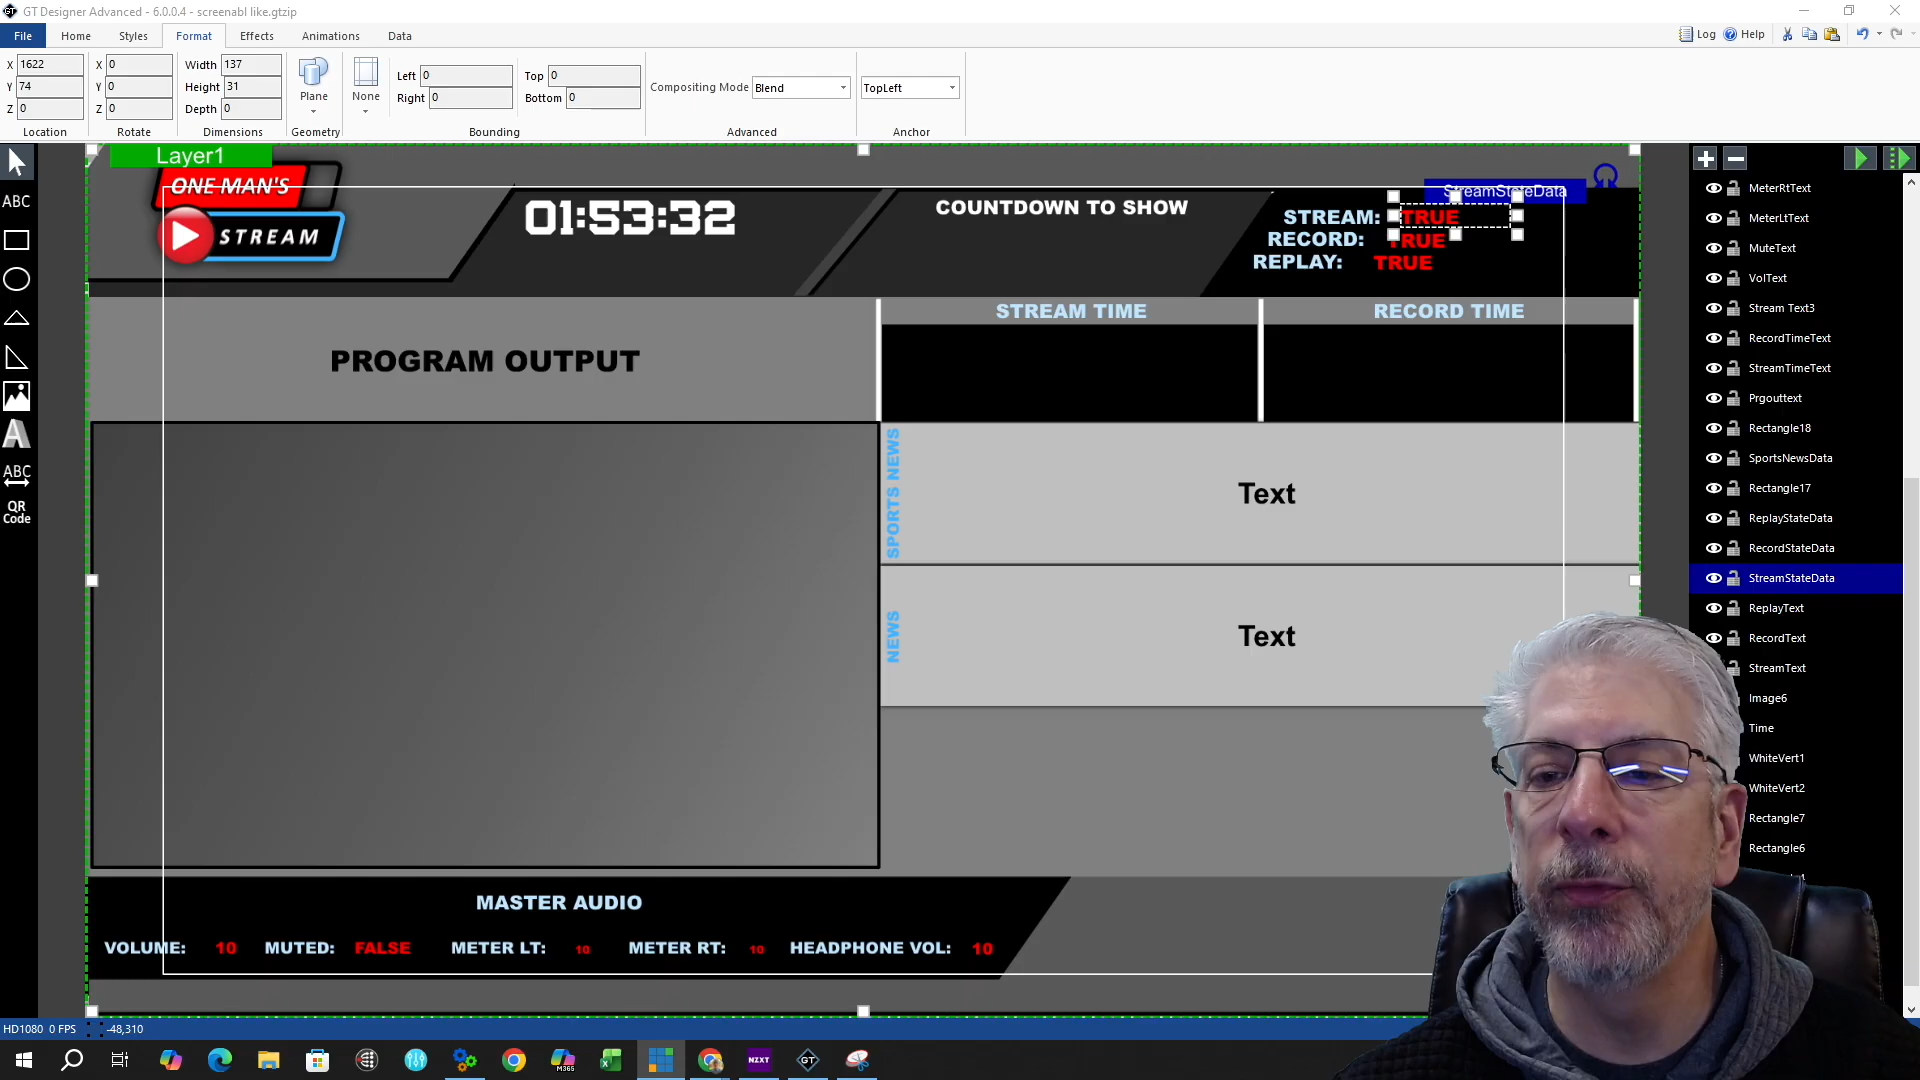 GT Designer Advanced - 6.0.0.4 - screenabl like.gtzip
File Home Styles Format Effects Animations Data
Log Help
X 1622 X 0 Width 137
Y 74 Y 0 Height 31
Z 0 Z 0 Depth 0
Plane
None
Left 0 Top 0
Right 0 Bottom 0
Compositing Mode Blend
TopLeft
Location Rotate Dimensions Geometry Bounding Advanced Anchor
Layer1
ONE MAN'S
STREAM
01:53:32
COUNTDOWN TO SHOW
StreamStateData
STREAM: TRUE
RECORD: TRUE
REPLAY: TRUE
PROGRAM OUTPUT
STREAM TIME
RECORD TIME
SPORTS NEWS
Text
NEWS
Text
MASTER AUDIO
VOLUME: 10 MUTED: FALSE METER LT: 10 METER RT: 10 HEADPHONE VOL: 10
ABC
ABC
QR
Code
MeterRtText
MeterLtText
MuteText
VolText
Stream Text3
RecordTimeText
StreamTimeText
Prgouttext
Rectangle18
SportsNewsData
Rectangle17
ReplayStateData
RecordStateData
StreamStateData
ReplayText
RecordText
StreamText
Image6
Time
WhiteVert1
WhiteVert2
Rectangle7
Rectangle6
HD1080 0 FPS -48,310
M365
NZXT
GT